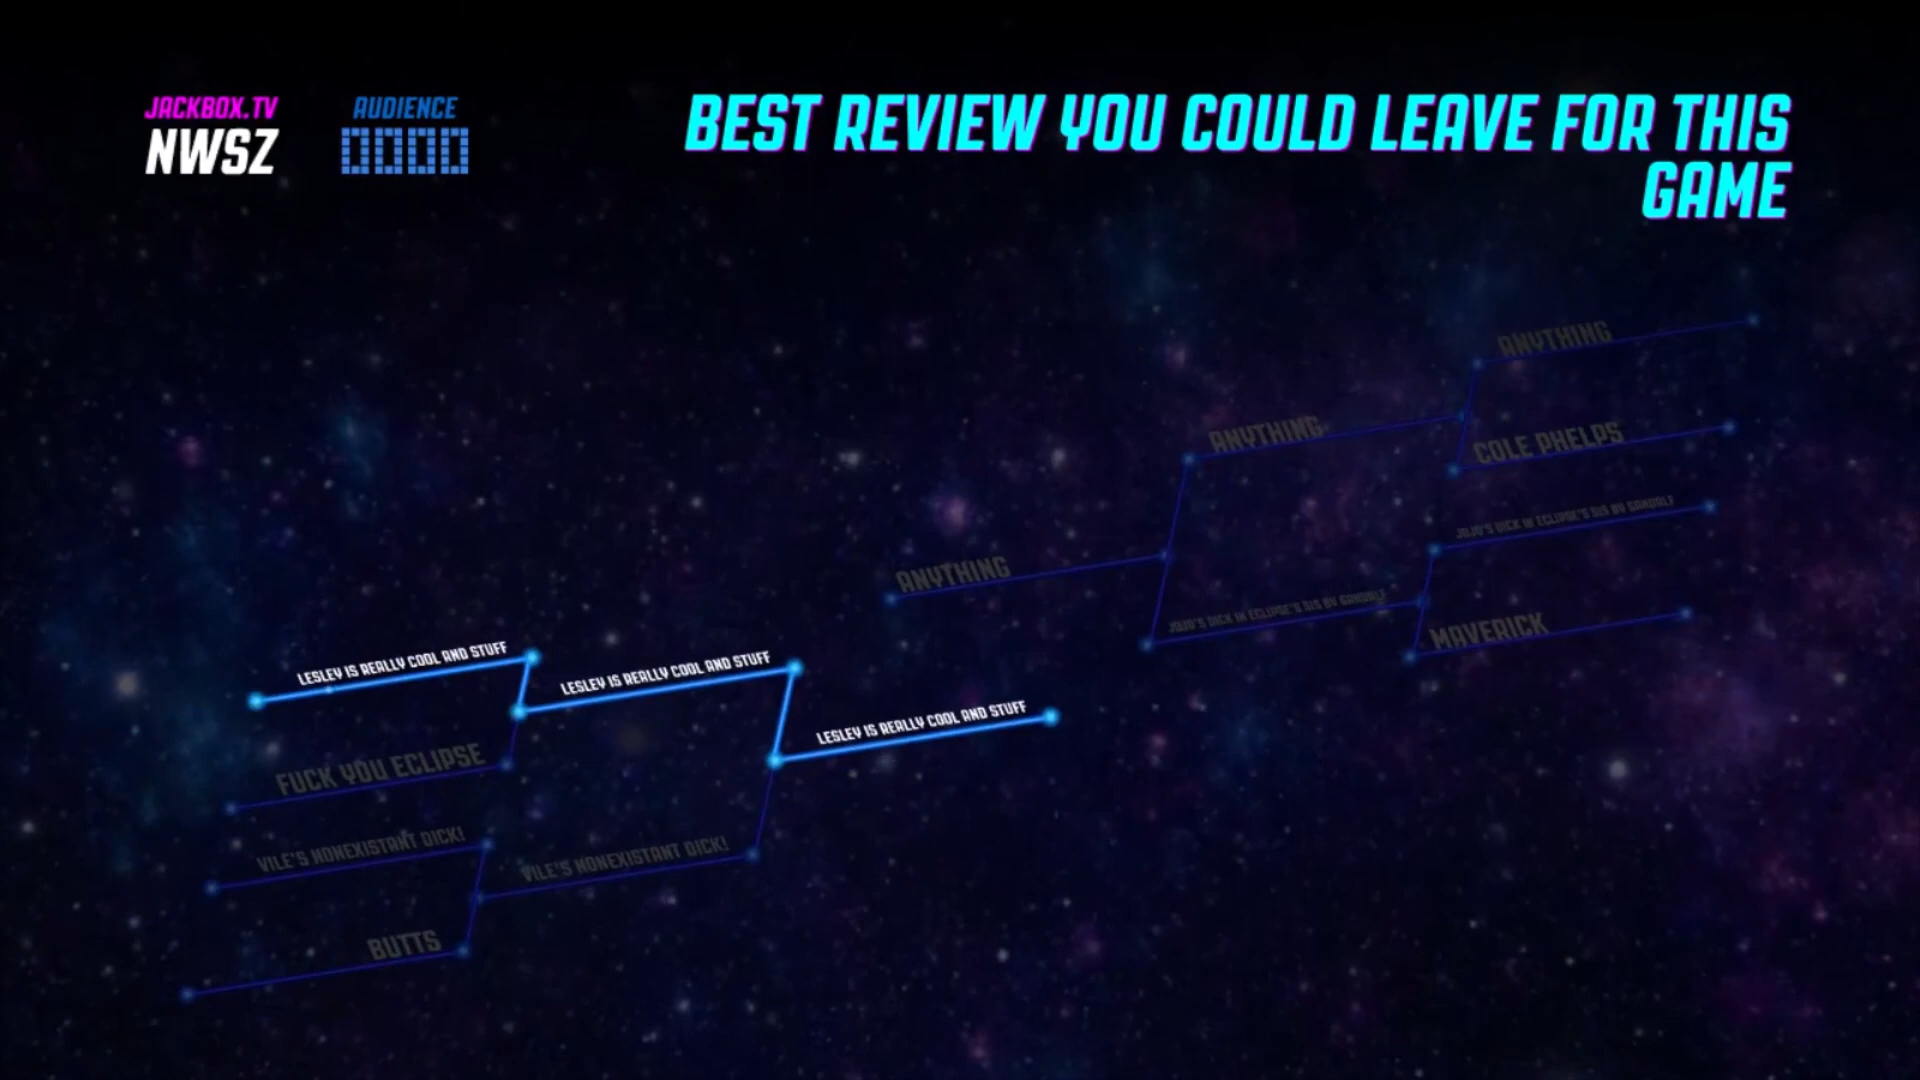 JACKBOX.TV
NWSZ
AUDIENCE
0000
BEST REVIEW YOU COULD LEAVE FOR THIS
GAME
ANYTHING
ANYTHING
COLE PHELPS
JOJO'S DICK IN ECLIPSE'S DIS BY GANDALF
ANYTHING
JOJO'S DICK IN ECLIPSE'S DIS BY GANDALF
MAVERICK
LESLEY IS REALLY COOL AND STUFF
LESLEY IS REALLY COOL AND STUFF
LESLEY IS REALLY COOL AND STUFF
FUCK YOU ECLIPSE
VILE'S NONEXISTANT DICK!
VILE'S NONEXISTANT DICK!
BUTTS